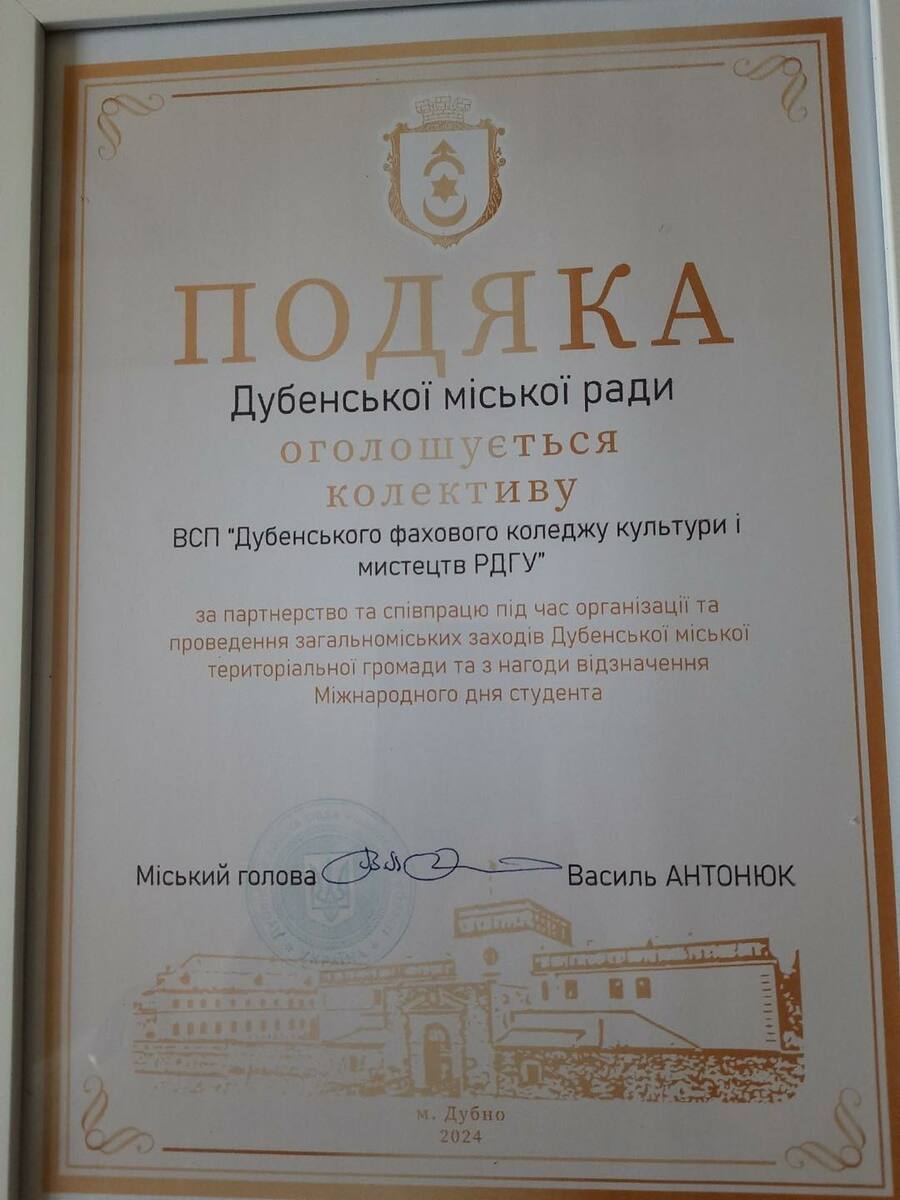 ПОДЯКА
Дубенської міської ради
оголошується
колективу
ВСП “Дубенського фахового коледжу культури і
мистецтв РДГУ”
за партнерство та співпрацю під час організації та
проведення загальноміських заходів Дубенської міської
територіальної громади та з нагоди відзначення
Міжнародного дня студента
Міський голова
Василь АНТОНЮК
УКРАЇНА
м. Дубно
2024